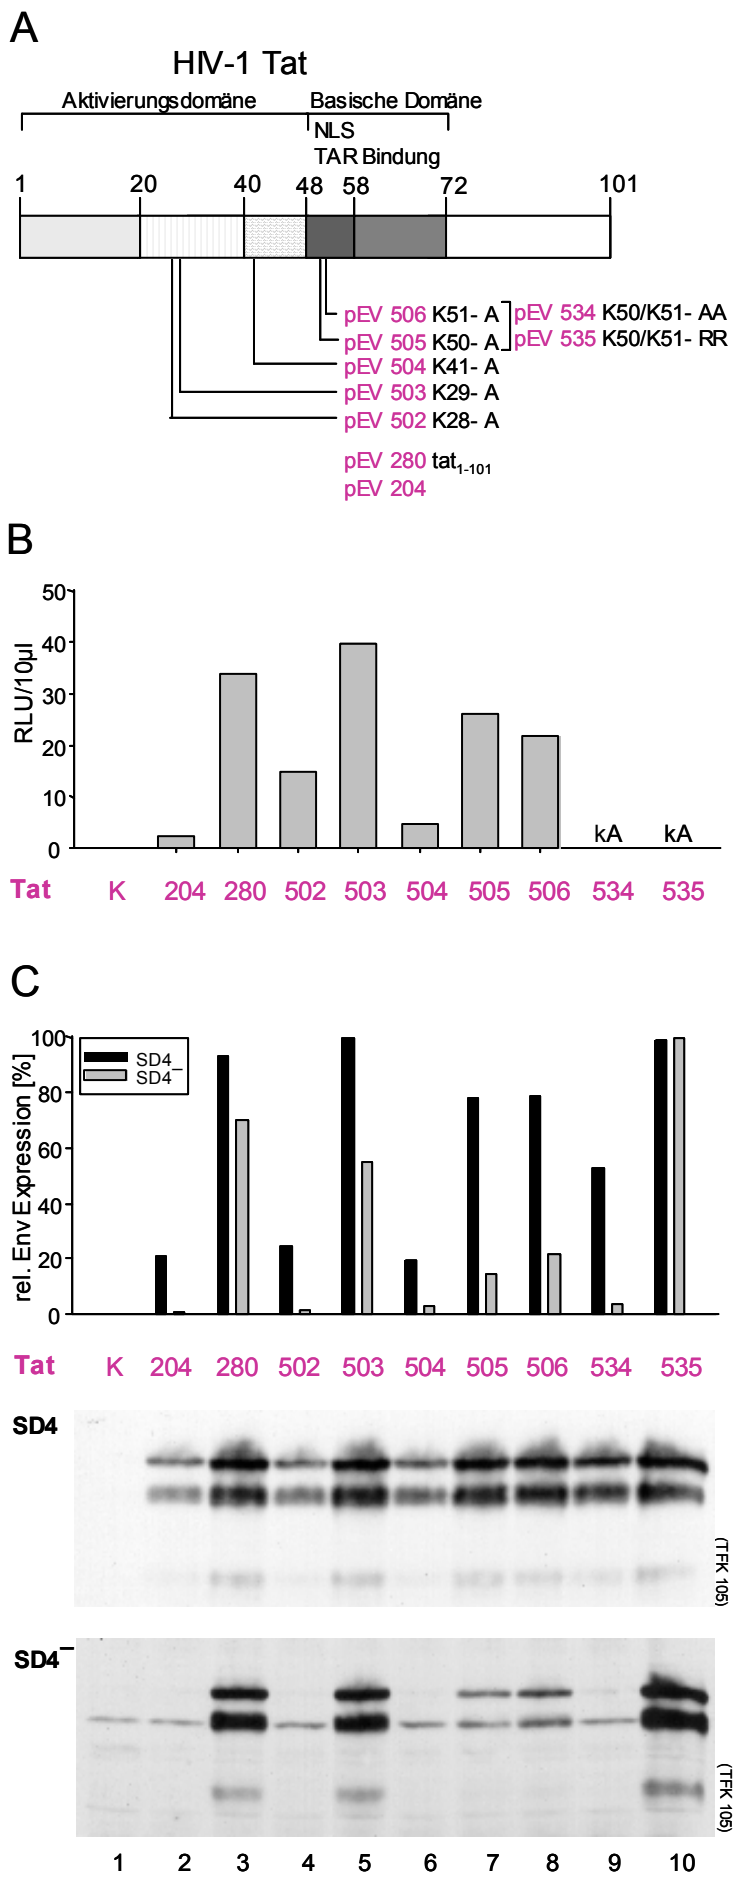 A
HIV-1 Tat
Aktivierungsdomäne Basische Domäne
NLS
TAR Bindung
1 20 40 48 58 72 101
pEV 506 K51- A pEV 534 K50/K51- AA
pEV 505 K50- A pEV 535 K50/K51- RR
pEV 504 K41- A
pEV 503 K29- A
pEV 502 K28- A
pEV 280 tat1-101
pEV 204
B
RLU/10µl
50
40
30
20
10
0
kA kA
Tat K 204 280 502 503 504 505 506 534 535
C
rel. Env Expression [%]
100
80
60
40
20
0
SD4
SD4¯
Tat K 204 280 502 503 504 505 506 534 535
SD4
(TFK 105)
SD4¯
(TFK 105)
1 2 3 4 5 6 7 8 9 10